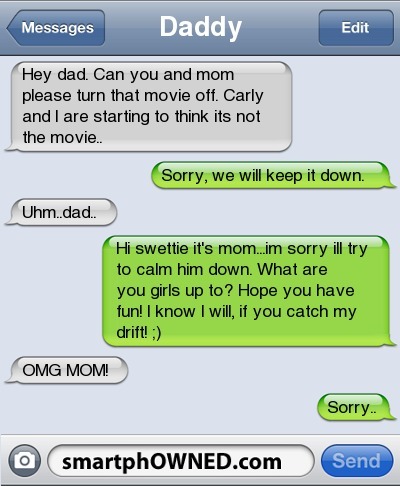 Messages
Daddy
Edit
Hey dad. Can you and mom
please turn that movie off. Carly
and I are starting to think its not
the movie..
Sorry, we will keep it down.
Uhm..dad..
Hi swettie it's mom...im sorry ill try
to calm him down. What are
you girls up to? Hope you have
fun! I know I will, if you catch my
drift! ;)
OMG MOM!
Sorry..
smartphOWNED.com
Send